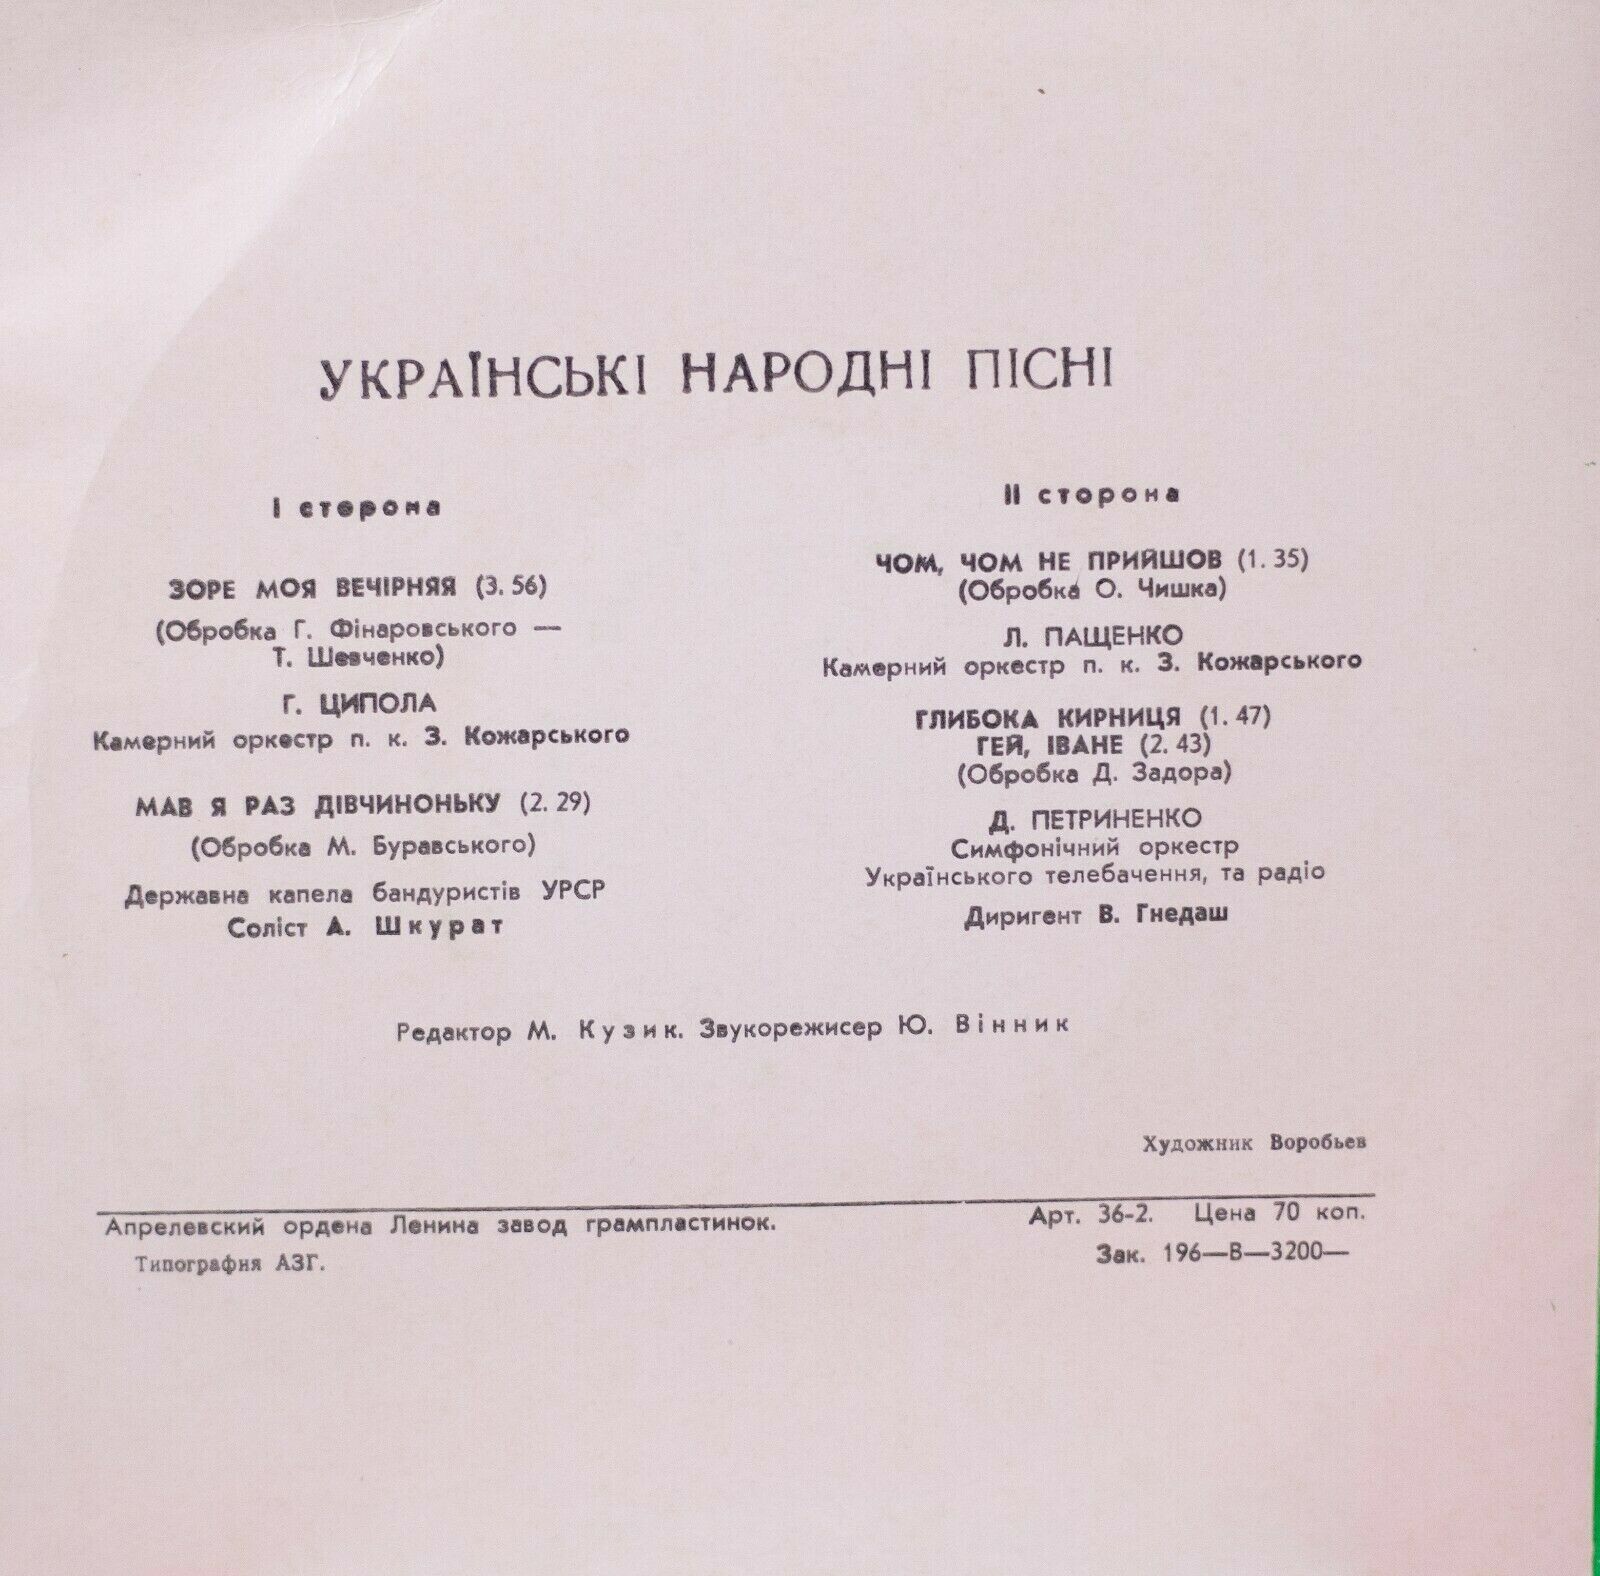 УКРАЇНСЬКІ НАРОДНІ ПІСНІ
I сторона
ЗОРЕ МОЯ ВЕЧІРНЯЯ (3. 56)
(Обробка Г. Фінаровського —
Т. Шевченко)
Г. ЦИПОЛА
Камерний оркестр п. к. З. Кожарського
МАВ Я РАЗ ДІВЧИНОНЬКУ (2. 29)
(Обробка М. Буравського)
Державна капела бандуристів УРСР
Соліст А. Шкурат
II сторона
ЧОМ, ЧОМ НЕ ПРИЙШОВ (1. 35)
(Обробка О. Чишка)
Л. ПАЩЕНКО
Камерний оркестр п. к. З. Кожарського
ГЛИБОКА КИРНИЦЯ (1. 47)
ГЕЙ, ІВАНЕ (2. 43)
(Обробка Д. Задора)
Д. ПЕТРИНЕНКО
Симфонічний оркестр
Українського телебачення, та радіо
Диригент В. Гнедаш
Редактор М. Кузик. Звукорежисер Ю. Вінник
Художник Воробьев
Апрелевский ордена Ленина завод грампластинок.
Арт. 36-2. Цена 70 коп.
Типография АЗГ.
Зак. 196—В—3200—